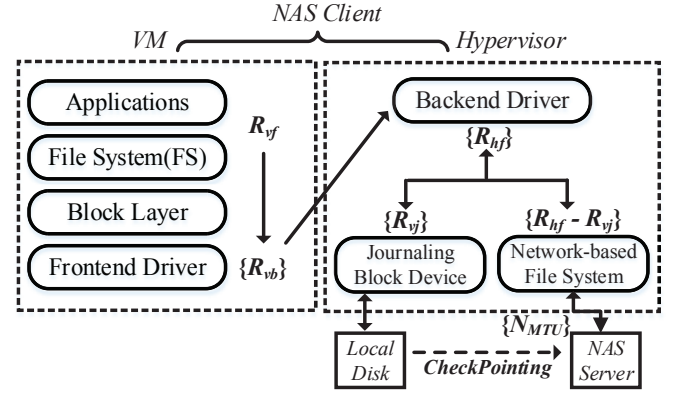 NAS Client
VM
Hypervisor
Applications
File System(FS)
Block Layer
Frontend Driver
R_vf
{R_vb}
Backend Driver
{R_hf}
{R_vj}
{R_hf - R_vj}
Journaling
Block Device
Network-based
File System
{N_MTU}
Local
Disk
CheckPointing
NAS
Server